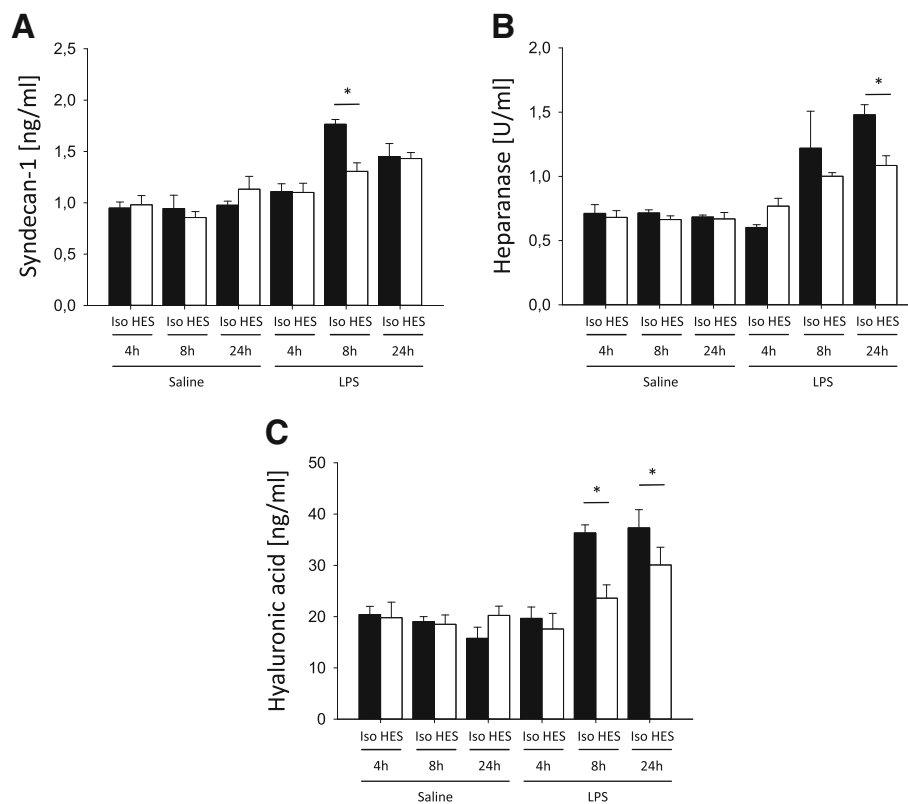 A
Syndecan-1 [ng/ml]
2,5
2,0
1,5
1,0
0,5
0,0
*
Iso HES Iso HES Iso HES Iso HES Iso HES Iso HES
4h 8h 24h 4h 8h 24h
Saline LPS
B
Heparanase [U/ml]
2,0
1,5
1,0
0,5
0,0
*
Iso HES Iso HES Iso HES Iso HES Iso HES Iso HES
4h 8h 24h 4h 8h 24h
Saline LPS
C
Hyaluronic acid [ng/ml]
50
40
30
20
10
0
* *
Iso HES Iso HES Iso HES Iso HES Iso HES Iso HES
4h 8h 24h 4h 8h 24h
Saline LPS